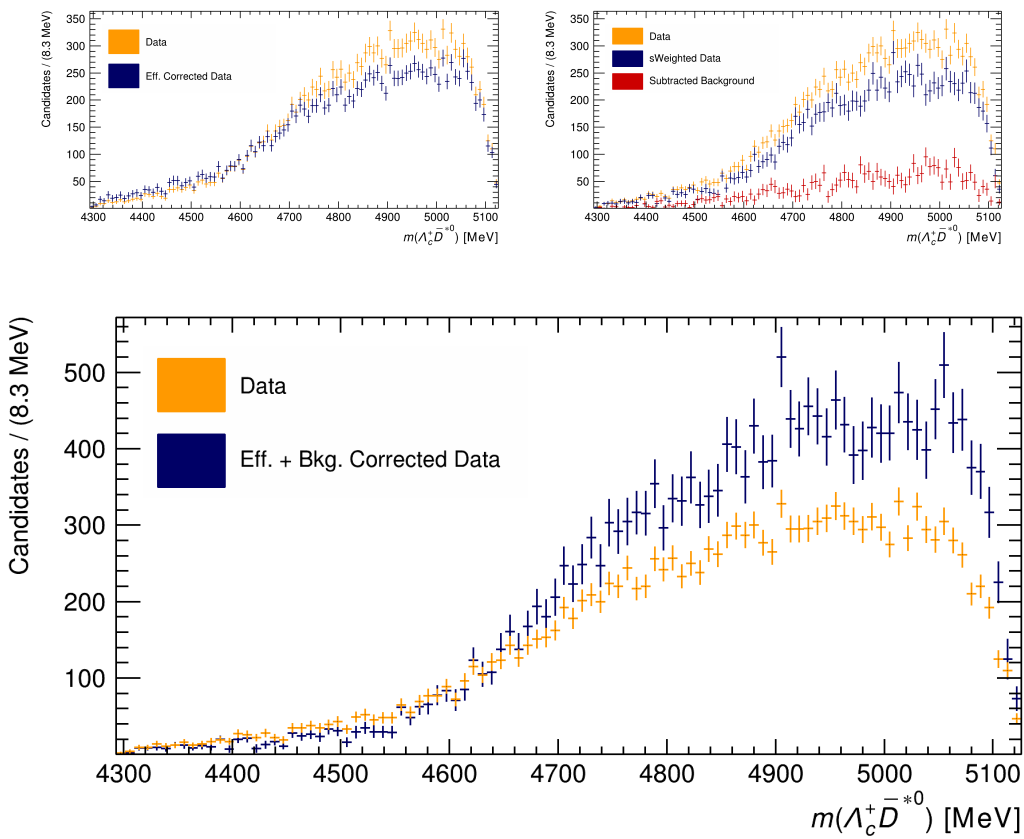 Candidates / (8.3 MeV)
350
300
250
200
150
100
50
Data
Eff. Corrected Data
4300 4400 4500 4600 4700 4800 4900 5000 5100
m(Λc+ D̅*0) [MeV]
Candidates / (8.3 MeV)
350
300
250
200
150
100
50
Data
sWeighted Data
Subtracted Background
4300 4400 4500 4600 4700 4800 4900 5000 5100
m(Λc+ D̅*0) [MeV]
Candidates / (8.3 MeV)
500
400
300
200
100
Data
Eff. + Bkg. Corrected Data
4300 4400 4500 4600 4700 4800 4900 5000 5100
m(Λc+ D̅*0) [MeV]